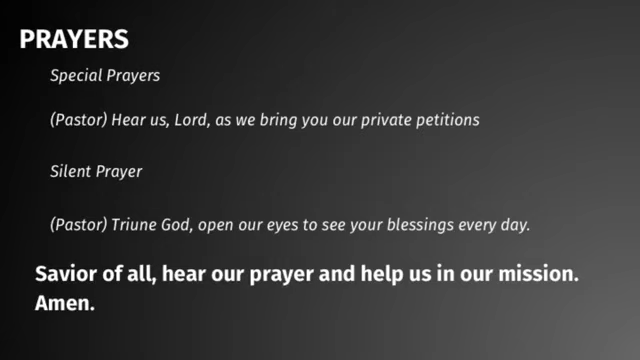 PRAYERS
Special Prayers
(Pastor) Hear us, Lord, as we bring you our private petitions
Silent Prayer
(Pastor) Triune God, open our eyes to see your blessings every day.
Savior of all, hear our prayer and help us in our mission.
Amen.